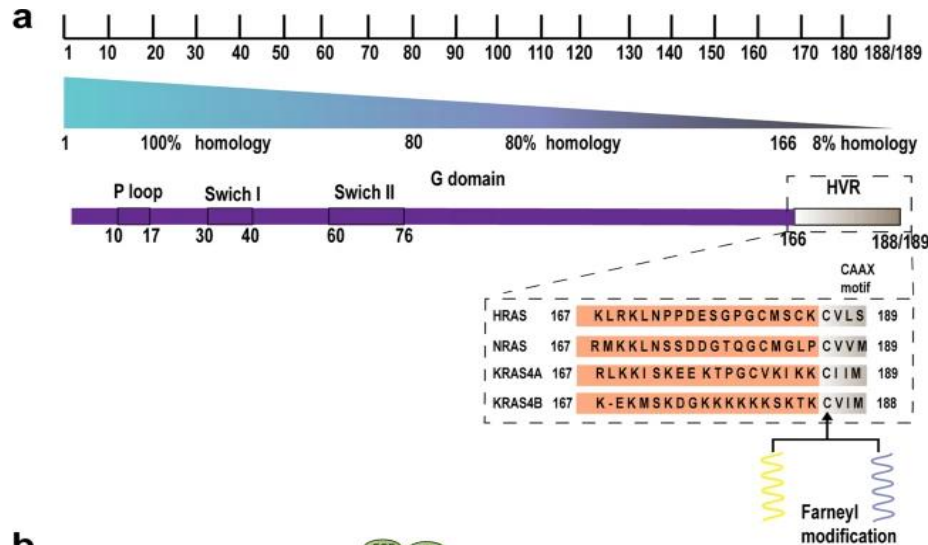 a
1 10 20 30 40 50 60 70 80 90 100 110 120 130 140 150 160 170 180 188/189
1 100% homology 80 80% homology 166 8% homology
G domain
P loop Swich I Swich II HVR
10 17 30 40 60 76 166 188/189
CAAX
motif
HRAS 167 KLRKLNPPDESGPGCMSCK CVLS 189
NRAS 167 RMKKLNSSDDGTQGCMGLP CVVM 189
KRAS4A 167 RLKKISKEEKTPGCVKIKK CIIM 189
KRAS4B 167 K-EKMSKDGKKKKKKSKTK CVIM 188
Farneyl
modification